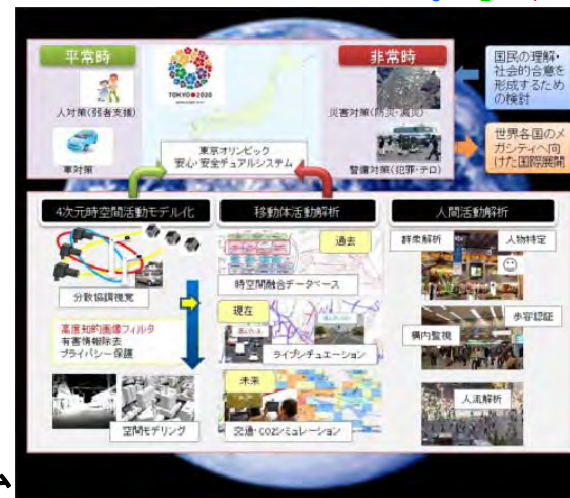 平常時
人対策(弱者支援)
車対策
TOKYO 2020
東京オリンピック
安心・安全デュアルシステム
非常時
災害対策(防災・減災)
警備対策(犯罪・テロ)
国民の理解・
社会的合意を
形成するため
の検討
世界各国のメ
ガシティへ向
けた国際展開
4次元時空間活動モデル化
分散協調視覚
高度知的画像フィルタ
有害情報除去
プライバシー保護
空間モデリング
移動体活動解析
過去
時空間融合データベース
現在
ライブシチュエーション
未来
交通・CO2シミュレーション
人間活動解析
群衆解析
人物特定
歩容認証
構内監視
人流解析